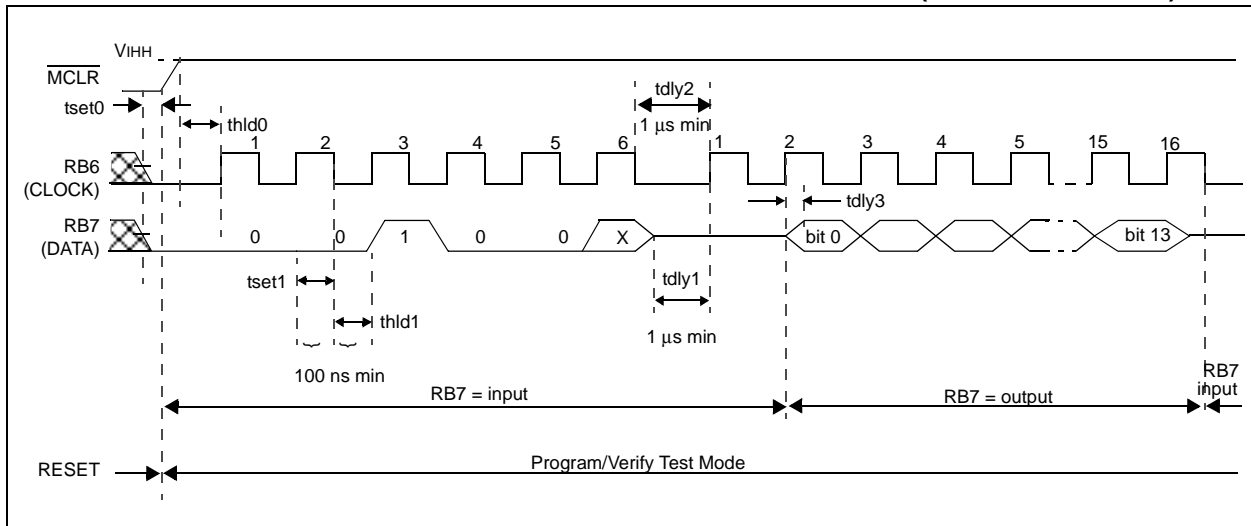 VIHH
MCLR
tset0
thld0
tdly2
1 µs min
1 2 3 4 5 6 1 2 3 4 5 15 16
RB6
(CLOCK)
tdly3
RB7
(DATA)
0 0 1 0 0 X bit 0 bit 13
tset1
tdly1
thld1
1 µs min
100 ns min
RB7 = input
RB7 = output
RB7
input
RESET
Program/Verify Test Mode